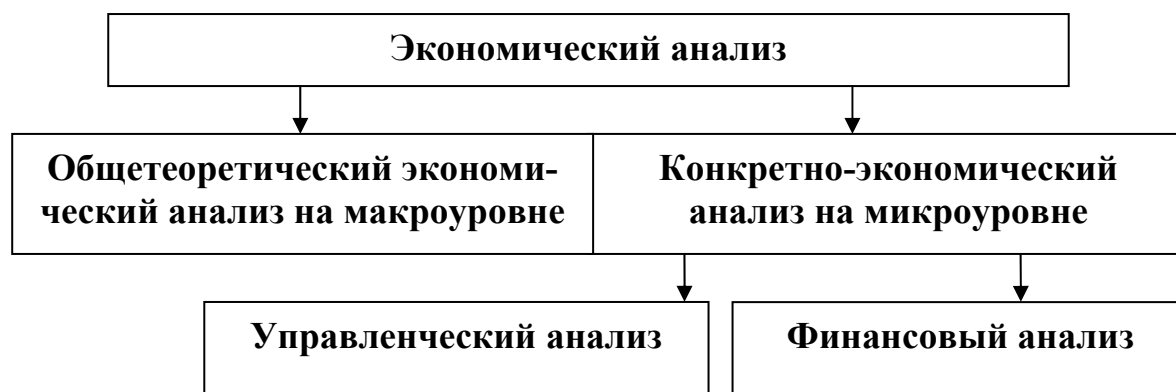 Экономический анализ
Общетеоретический экономи-
ческий анализ на макроуровне
Конкретно-экономический
анализ на микроуровне
Управленческий анализ
Финансовый анализ